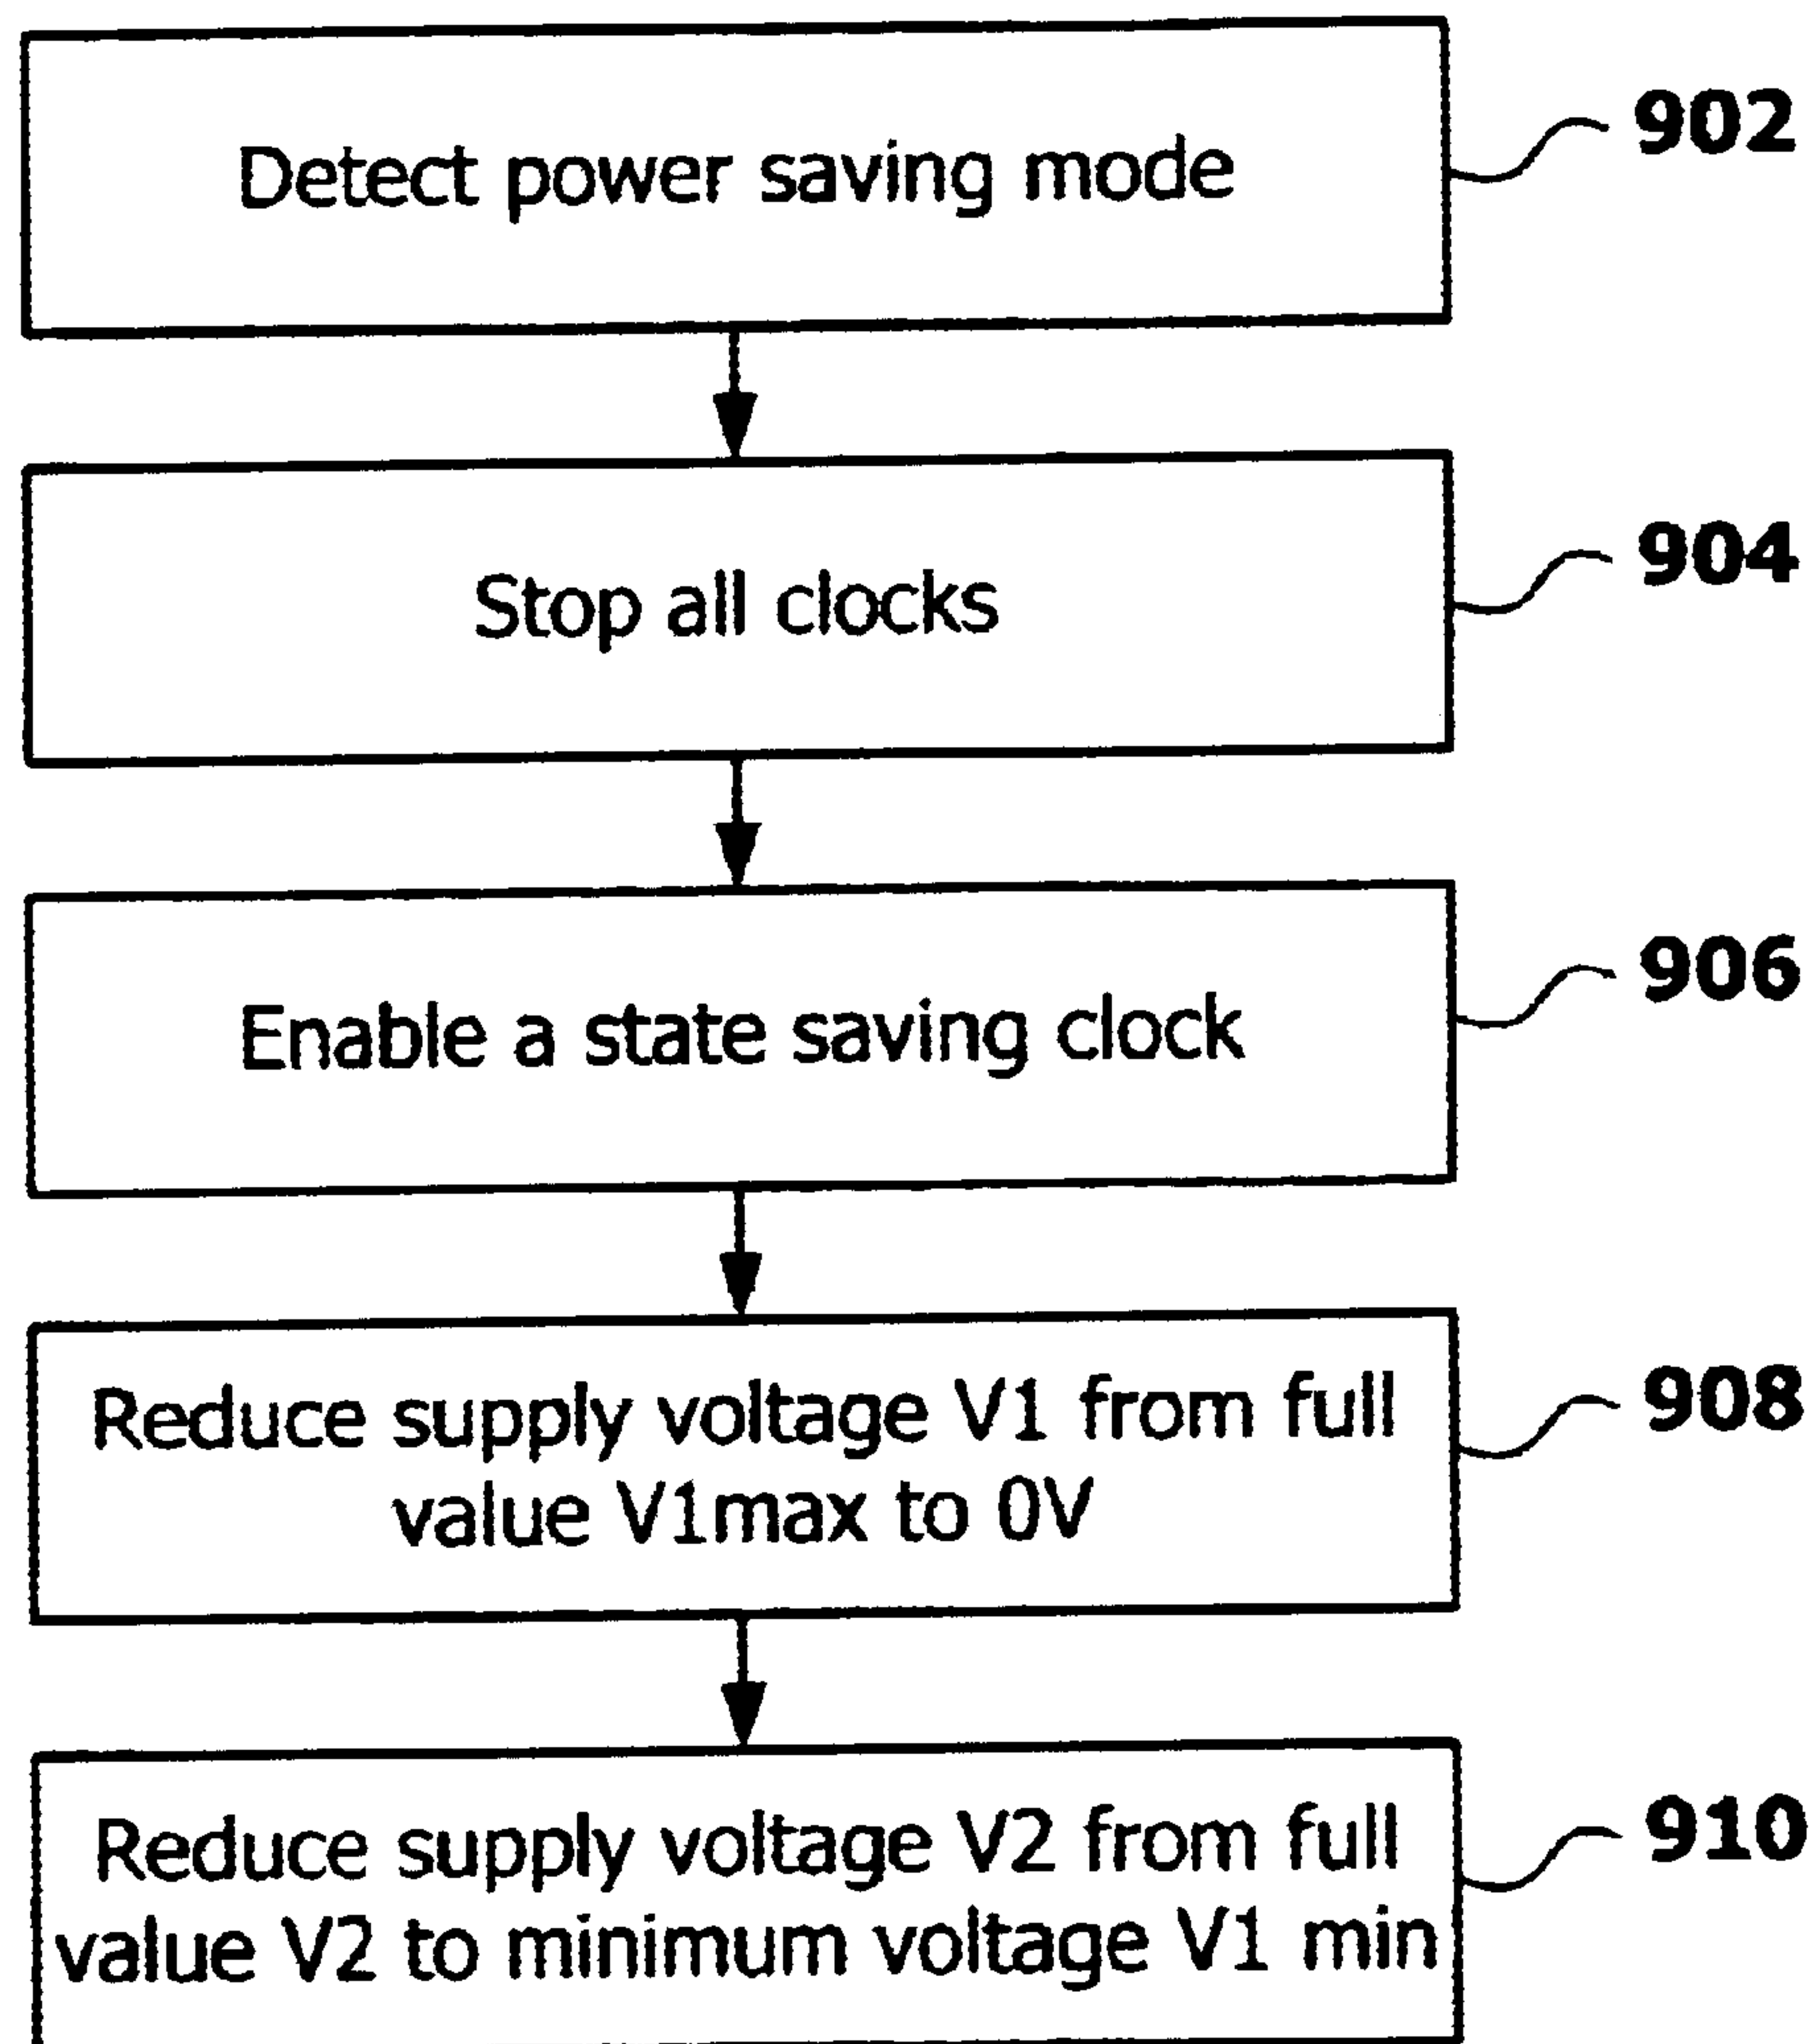 Detect power saving mode
902
Stop all clocks
904
Enable a state saving clock
906
Reduce supply voltage V1 from full
value V1max to 0V
908
Reduce supply voltage V2 from full
value V2 to minimum voltage V1 min
910